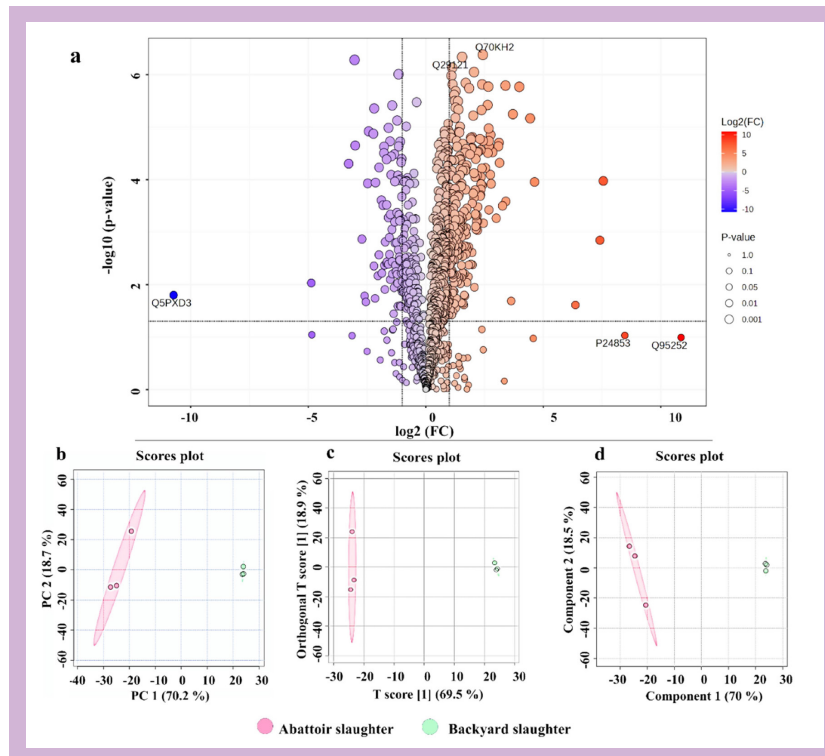 a
Q70KH2
Q29121
Q5PXD3
P24853
Q95252
6
4
2
0
-log10 (p-value)
-10
-5
0
5
10
log2 (FC)
Log2(FC)
10
5
0
-5
-10
P-value
1.0
0.1
0.05
0.01
0.001
b
Scores plot
60
40
20
0
-20
-40
-60
PC 2 (18.7 %)
-30
-20
-10
0
10
20
30
PC 1 (70.2 %)
c
Scores plot
60
40
20
0
-20
-40
-60
Orthogonal T score [1] (18.9 %)
-30
-20
-10
0
10
20
30
T score [1] (69.5 %)
d
Scores plot
60
40
20
0
-20
-40
-60
Component 2 (18.5 %)
-30
-20
-10
0
10
20
30
Component 1 (70 %)
Abattoir slaughter
Backyard slaughter